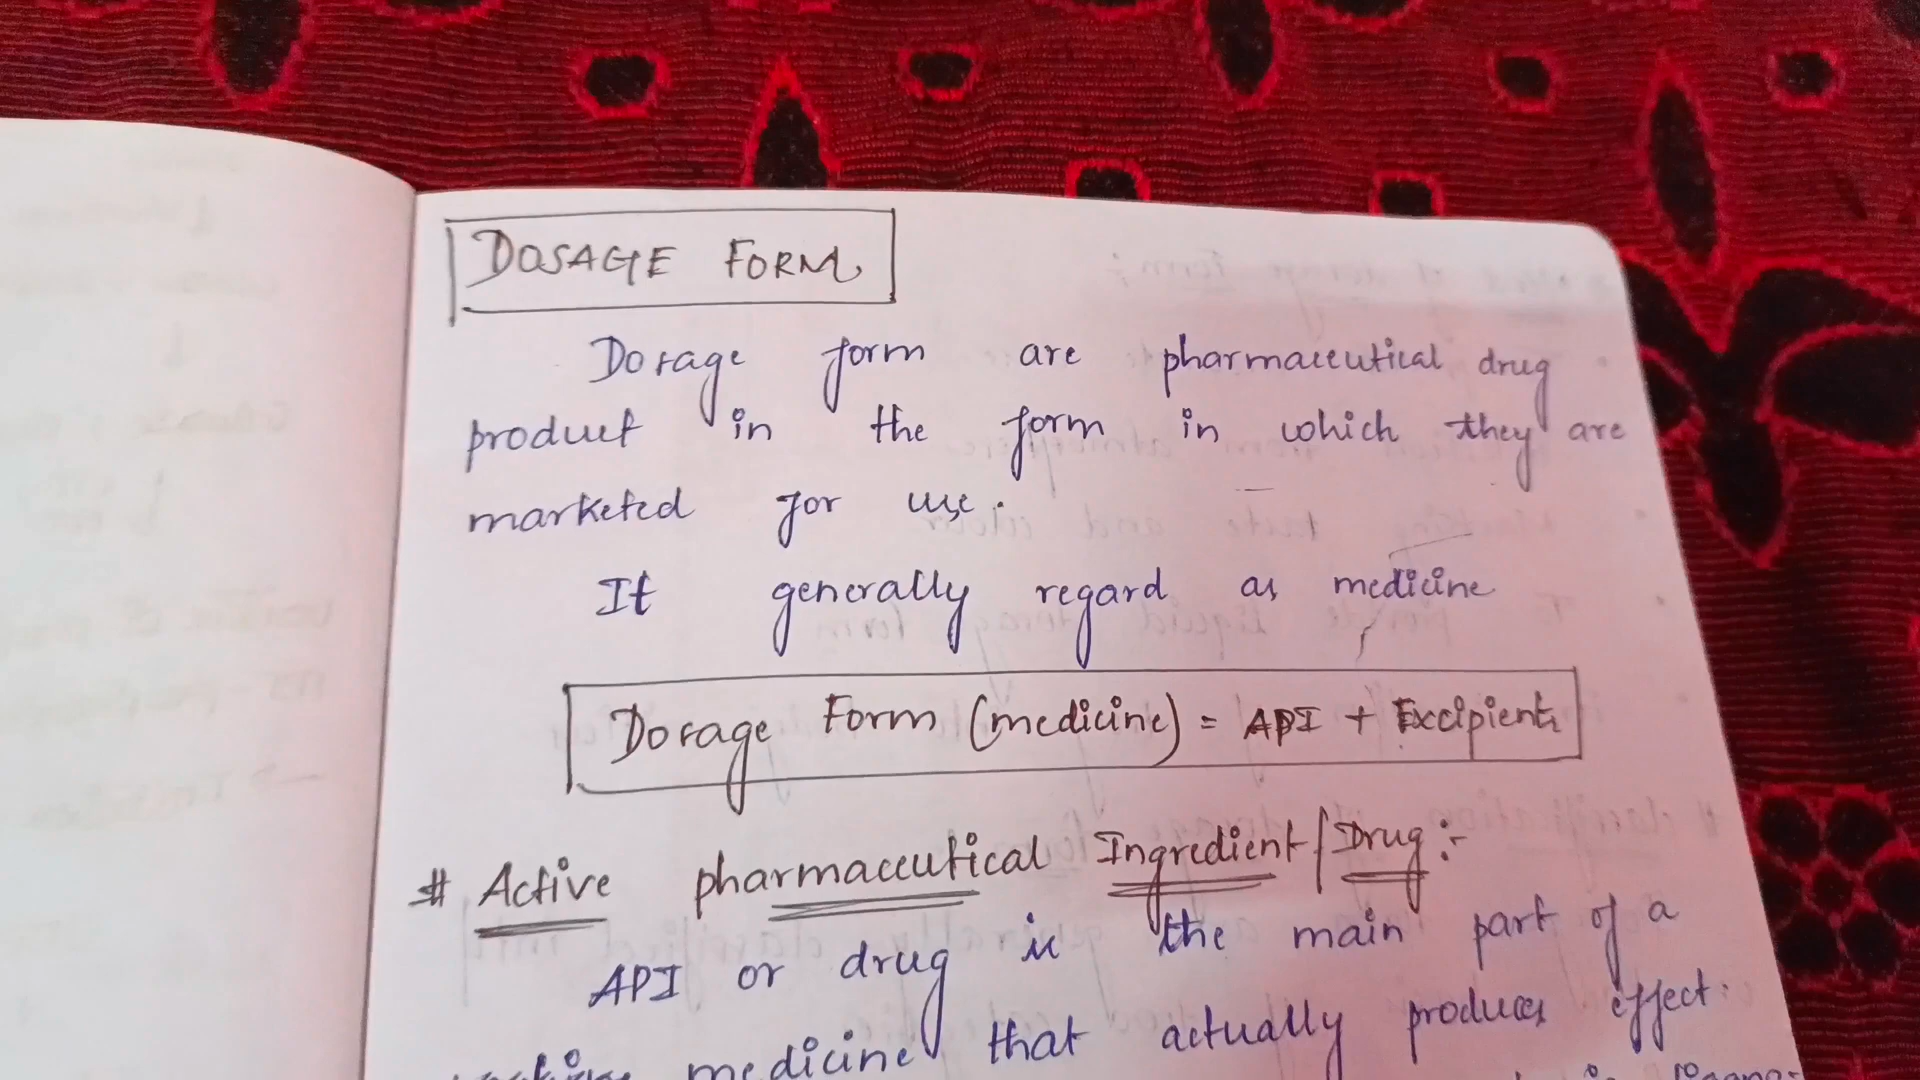 DOSAGE FORM
Dosage form are pharmaceutical drug
product in the form in which they are
marketed for use.
It generally regard as medicine
Dosage Form (medicine) = API + Excipients
# Active pharmaceutical Ingredient/Drug :-
API or drug is the main part of a
medicine that actually produces effect.